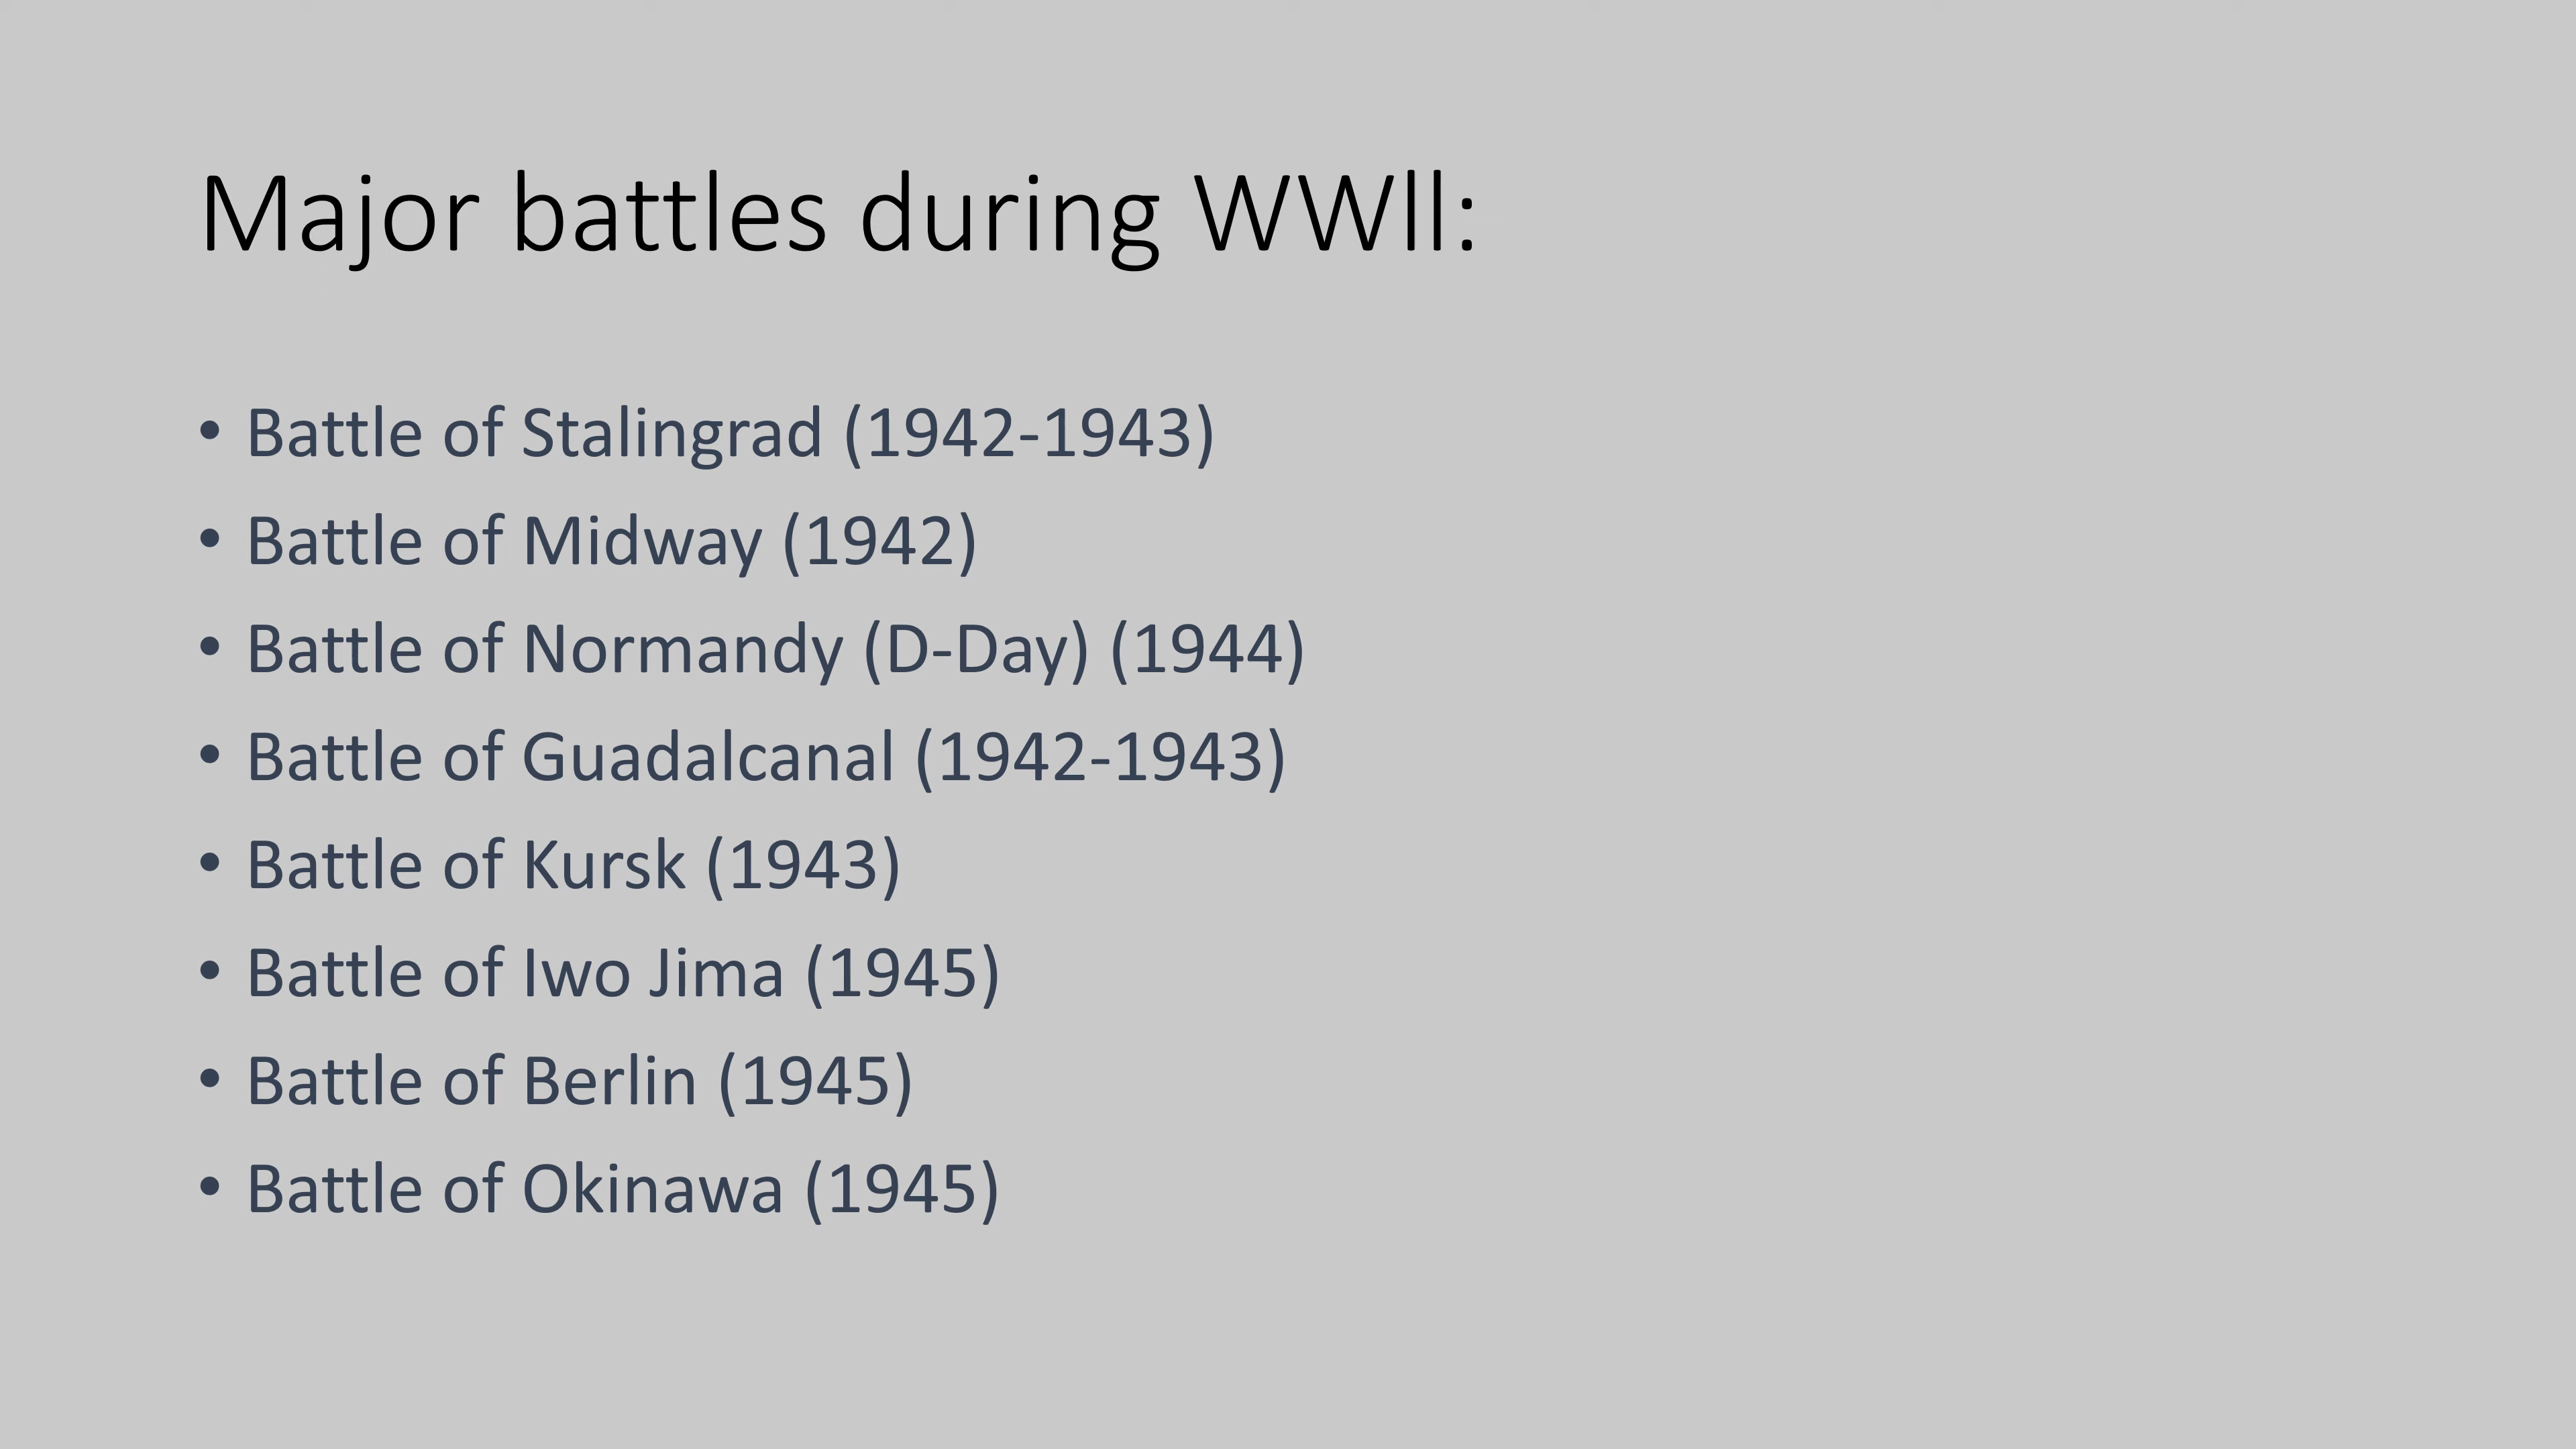 Major battles during WWll:
• Battle of Stalingrad (1942-1943)
• Battle of Midway (1942)
• Battle of Normandy (D-Day) (1944)
• Battle of Guadalcanal (1942-1943)
• Battle of Kursk (1943)
• Battle of Iwo Jima (1945)
• Battle of Berlin (1945)
• Battle of Okinawa (1945)